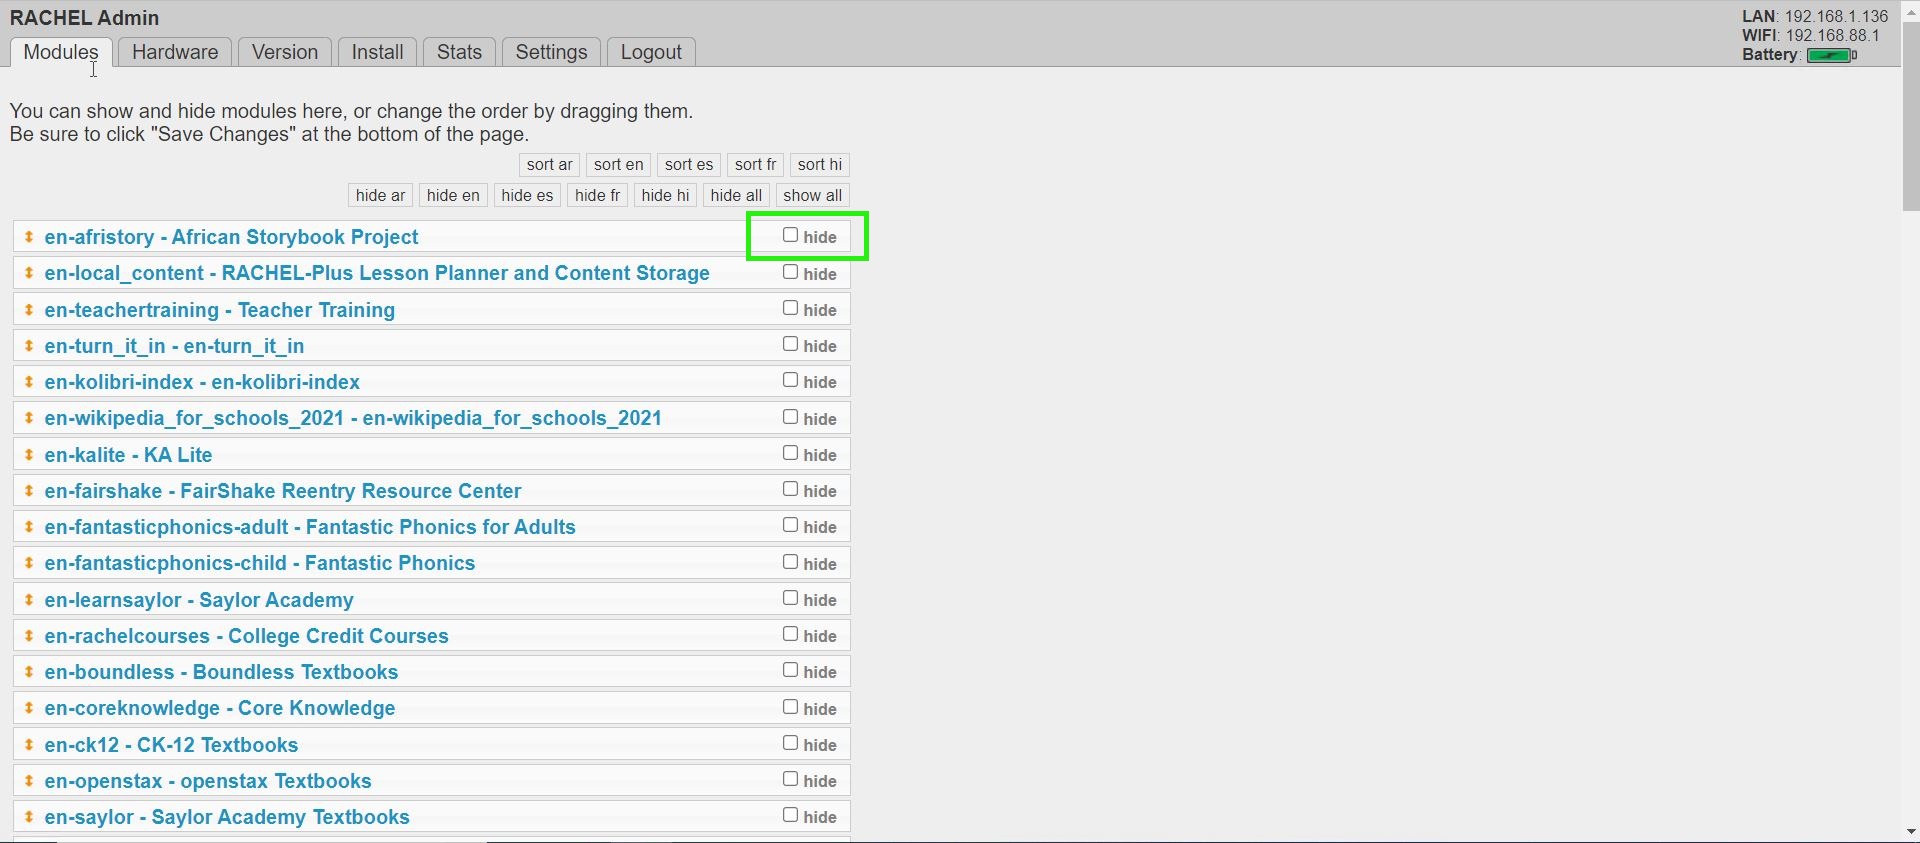 RACHEL Admin
LAN: 192.168.1.136
WIFI: 192.168.88.1
Battery:
Modules Hardware Version Install Stats Settings Logout
You can show and hide modules here, or change the order by dragging them.
Be sure to click "Save Changes" at the bottom of the page.
sort ar sort en sort es sort fr sort hi
hide ar hide en hide es hide fr hide hi hide all show all
en-afristory - African Storybook Project hide
en-local_content - RACHEL-Plus Lesson Planner and Content Storage hide
en-teachertraining - Teacher Training hide
en-turn_it_in - en-turn_it_in hide
en-kolibri-index - en-kolibri-index hide
en-wikipedia_for_schools_2021 - en-wikipedia_for_schools_2021 hide
en-kalite - KA Lite hide
en-fairshake - FairShake Reentry Resource Center hide
en-fantasticphonics-adult - Fantastic Phonics for Adults hide
en-fantasticphonics-child - Fantastic Phonics hide
en-learnsaylor - Saylor Academy hide
en-rachelcourses - College Credit Courses hide
en-boundless - Boundless Textbooks hide
en-coreknowledge - Core Knowledge hide
en-ck12 - CK-12 Textbooks hide
en-openstax - openstax Textbooks hide
en-saylor - Saylor Academy Textbooks hide